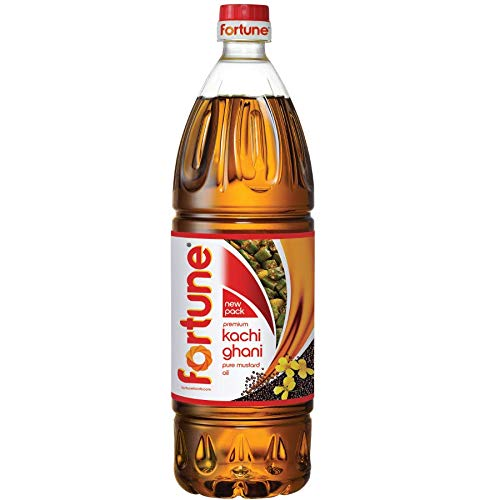 fortune
fortune
new
pack
premium
kachi
ghani
pure mustard
oil